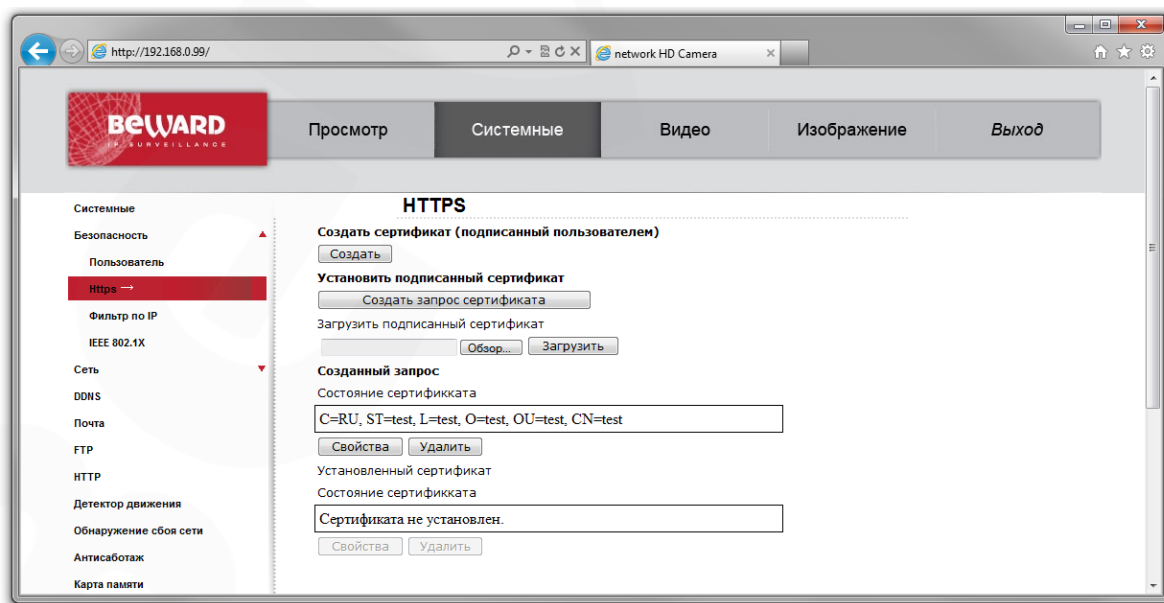 http://192.168.0.99/
network HD Camera
BEWARD
IP SURVEILLANCE
Просмотр
Системные
Видео
Изображение
Выход
Системные
Безопасность
Пользователь
Https →
Фильтр по IP
IEEE 802.1X
Сеть
DDNS
Почта
FTP
HTTP
Детектор движения
Обнаружение сбоя сети
Антисаботаж
Карта памяти
HTTPS
Создать сертификат (подписанный пользователем)
Создать
Установить подписанный сертификат
Создать запрос сертификата
Загрузить подписанный сертификат
Обзор... Загрузить
Созданный запрос
Состояние сертификката
C=RU, ST=test, L=test, O=test, OU=test, CN=test
Свойства Удалить
Установленный сертификат
Состояние сертификката
Сертификата не установлен.
Свойства Удалить